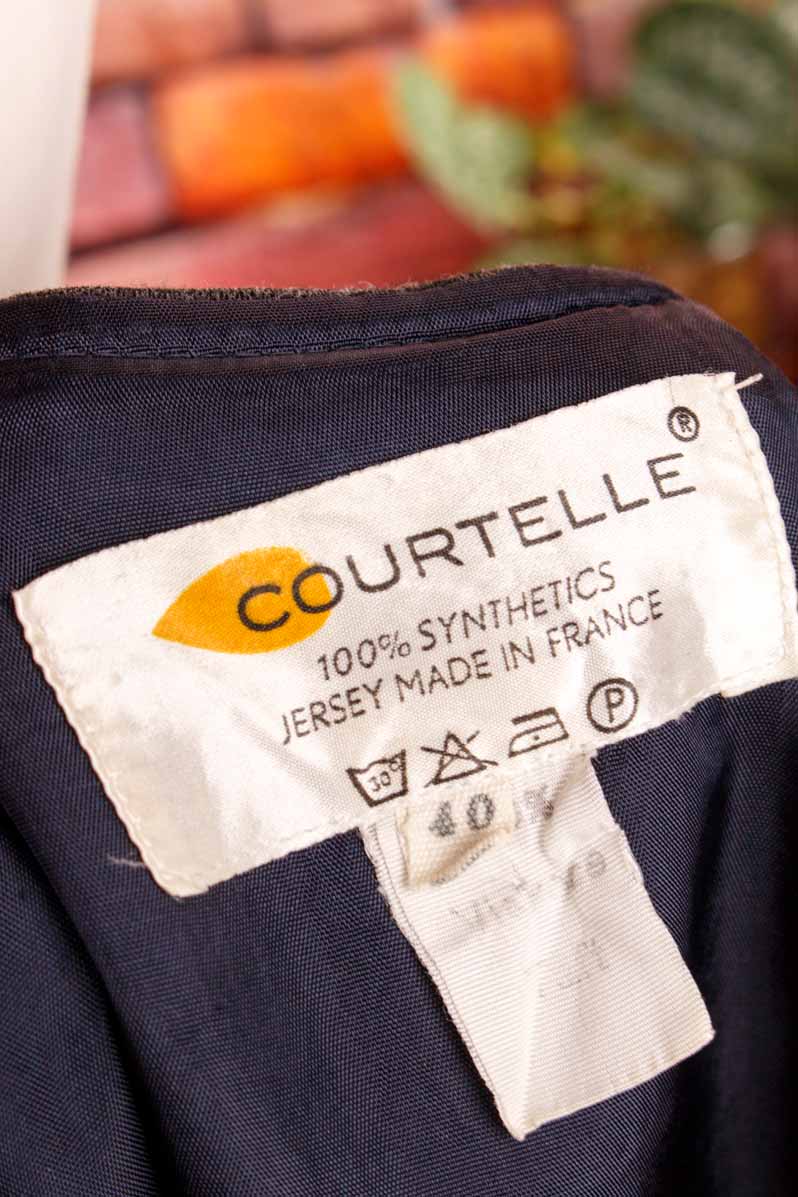 COURTELLE ®
100% SYNTHETICS
JERSEY MADE IN FRANCE
30° P
40 %